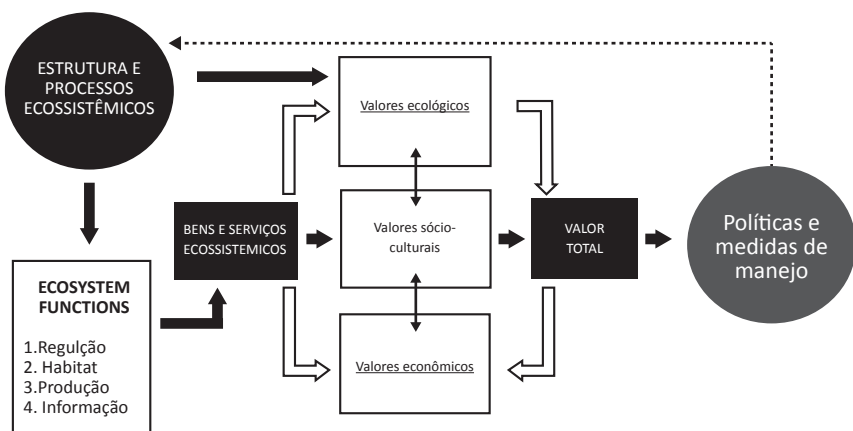 ESTRUTURA E
PROCESSOS
ECOSSISTÊMICOS
ECOSYSTEM
FUNCTIONS
1.Regulção
2. Habitat
3.Produção
4. Informação
BENS E SERVIÇOS
ECOSSISTEMICOS
Valores ecológicos
Valores sócio-
culturais
Valores econômicos
VALOR
TOTAL
Políticas e
medidas de
manejo